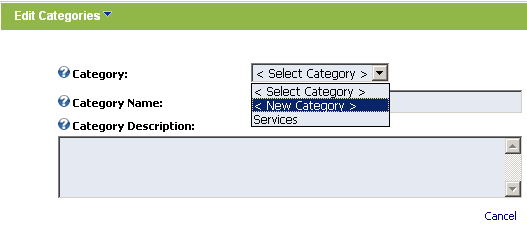 Edit Categories
Category: < Select Category >
< Select Category >
Category Name: < New Category >
Services
Category Description:
Cancel